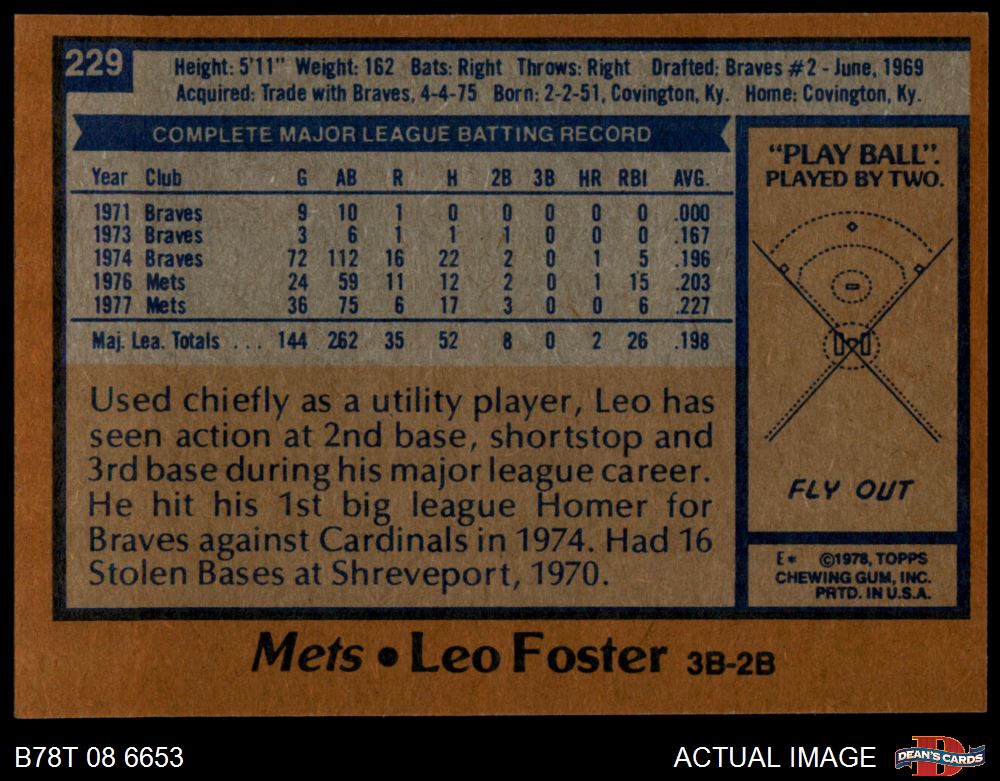 229
Height: 5'11" Weight: 162 Bats: Right Throws: Right Drafted: Braves #2 - June, 1969
Acquired: Trade with Braves, 4-4-75 Born: 2-2-51, Covington, Ky. Home: Covington, Ky.
COMPLETE MAJOR LEAGUE BATTING RECORD
Year Club G AB R H 2B 3B HR RBI AVG.
1971 Braves 9 10 1 0 0 0 0 0 .000
1973 Braves 3 6 1 1 1 0 0 0 .167
1974 Braves 72 112 16 22 2 0 1 5 .196
1976 Mets 24 59 11 12 2 0 1 15 .203
1977 Mets 36 75 6 17 3 0 0 6 .227
Maj. Lea. Totals . . . 144 262 35 52 8 0 2 26 .198
Used chiefly as a utility player, Leo has
seen action at 2nd base, shortstop and
3rd base during his major league career.
He hit his 1st big league Homer for
Braves against Cardinals in 1974. Had 16
Stolen Bases at Shreveport, 1970.
"PLAY BALL".
PLAYED BY TWO.
FLY OUT
E* ©1978, TOPPS
CHEWING GUM, INC.
PRTD. IN U.S.A.
Mets • Leo Foster 3B-2B
B78T 08 6653
ACTUAL IMAGE
DEAN'S CARDS